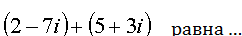 (2 − 7i) + (5 + 3i) равна ...